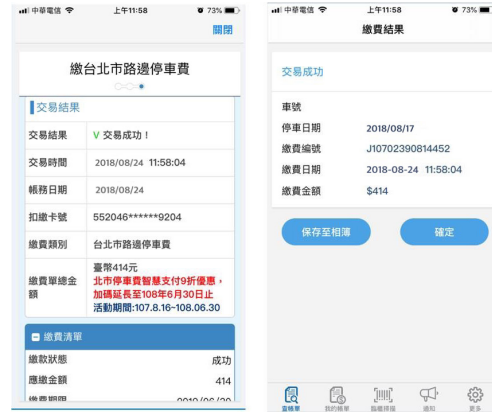 中華電信
上午11:58
73%
關閉
繳台北市路邊停車費
交易結果
交易結果
V 交易成功！
交易時間
2018/08/24 11:58:04
帳務日期
2018/08/24
扣繳卡號
552046******9204
繳費類別
台北市路邊停車費
繳費單總金
額
臺幣414元
北市停車費智慧支付9折優惠，
加碼延長至108年6月30日止
活動期間:107.8.16~108.06.30
繳費清單
繳款狀態
成功
應繳金額
414
中華電信
上午11:58
73%
繳費結果
交易成功
車號
停車日期
2018/08/17
繳費編號
J10702390814452
繳費日期
2018-08-24 11:58:04
繳費金額
$414
保存至相簿
確定
查帳單
我的帳單
通知
更多